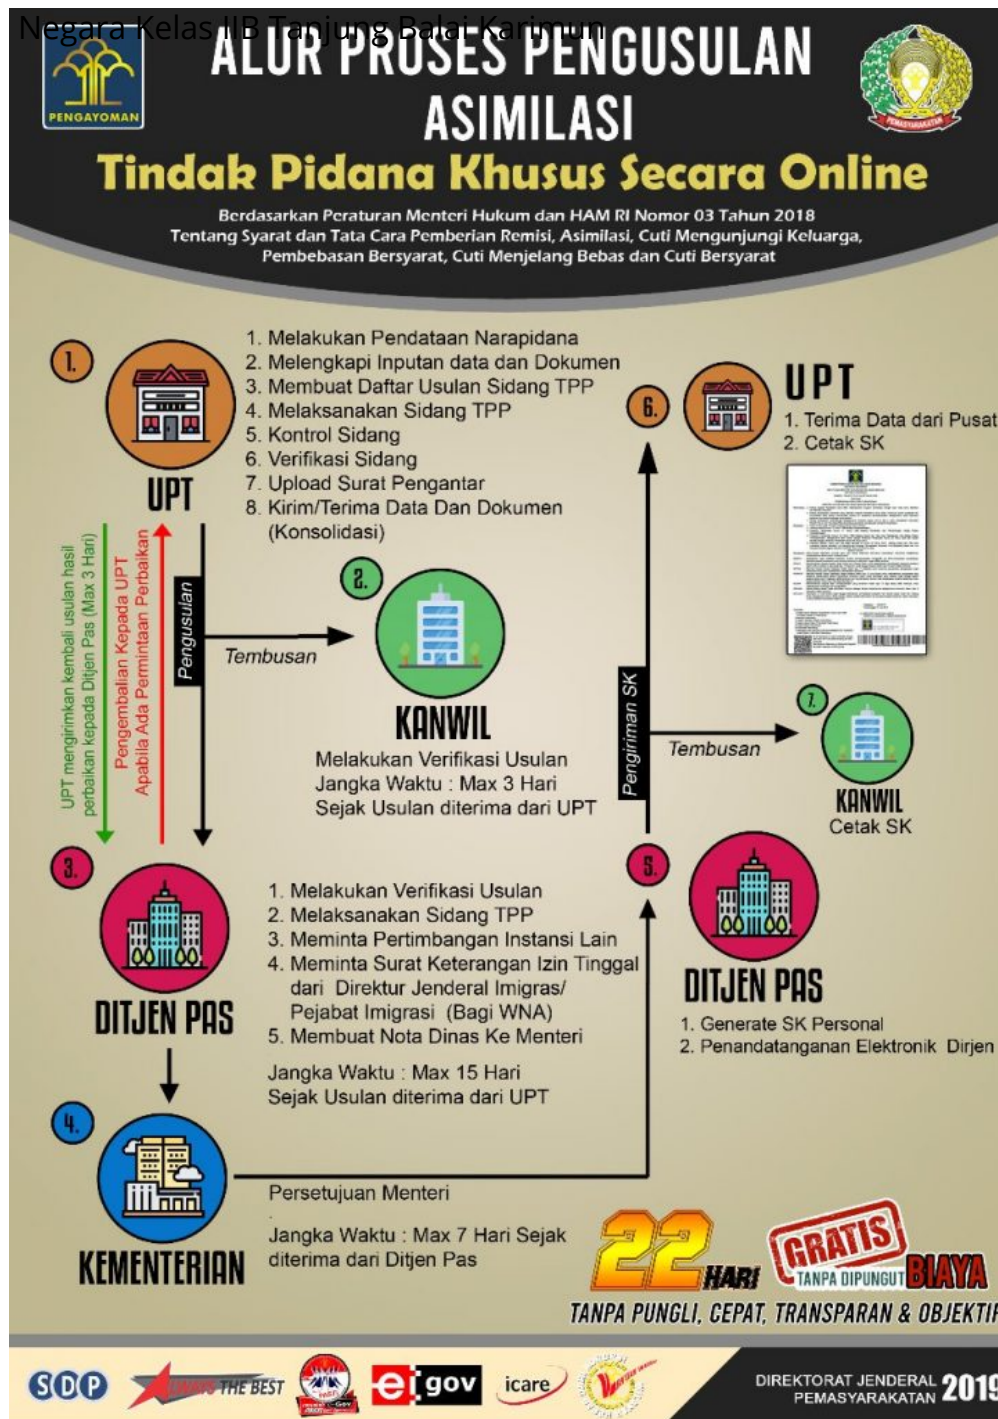 Negara Kelas IIB Tanjung Balai Karimun
PENGAYOMAN
ALUR PROSES PENGUSULAN
ASIMILASI
PEMASYARAKATAN
Tindak Pidana Khusus Secara Online
Berdasarkan Peraturan Menteri Hukum dan HAM RI Nomor 03 Tahun 2018
Tentang Syarat dan Tata Cara Pemberian Remisi, Asimilasi, Cuti Mengunjungi Keluarga,
Pembebasan Bersyarat, Cuti Menjelang Bebas dan Cuti Bersyarat
1.
UPT
1. Melakukan Pendataan Narapidana
2. Melengkapi Inputan data dan Dokumen
3. Membuat Daftar Usulan Sidang TPP
4. Melaksanakan Sidang TPP
5. Kontrol Sidang
6. Verifikasi Sidang
7. Upload Surat Pengantar
8. Kirim/Terima Data Dan Dokumen
(Konsolidasi)
UPT mengirimkan kembali usulan hasil
perbaikan kepada Ditjen Pas (Max 3 Hari)
Pengembalian Kepada UPT
Apabila Ada Permintaan Perbaikan
Pengusulan
Tembusan
2.
KANWIL
Melakukan Verifikasi Usulan
Jangka Waktu : Max 3 Hari
Sejak Usulan diterima dari UPT
3.
DITJEN PAS
1. Melakukan Verifikasi Usulan
2. Melaksanakan Sidang TPP
3. Meminta Pertimbangan Instansi Lain
4. Meminta Surat Keterangan Izin Tinggal
dari Direktur Jenderal Imigras/
Pejabat Imigrasi (Bagi WNA)
5. Membuat Nota Dinas Ke Menteri
Jangka Waktu : Max 15 Hari
Sejak Usulan diterima dari UPT
4.
KEMENTERIAN
Persetujuan Menteri
.
Jangka Waktu : Max 7 Hari Sejak
diterima dari Ditjen Pas
5.
DITJEN PAS
1. Generate SK Personal
2. Penandatanganan Elektronik Dirjen
Pengiriman SK
Tembusan
6.
UPT
1. Terima Data dari Pusat
2. Cetak SK
7.
KANWIL
Cetak SK
22 HARI
GRATIS
TANPA DIPUNGUT BIAYA
TANPA PUNGLI, CEPAT, TRANSPARAN & OBJEKTIF
SDP
ALWAYS THE BEST
e-gov
icare
DIREKTORAT JENDERAL
PEMASYARAKATAN 2019